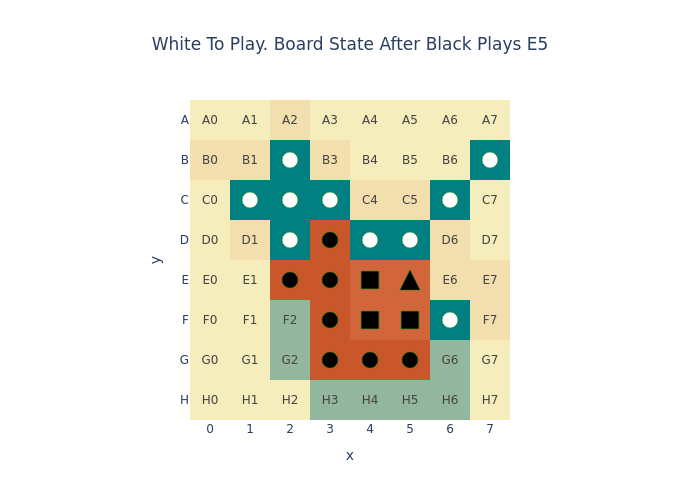 White To Play. Board State After Black Plays E5
A A0 A1 A2 A3 A4 A5 A6 A7
B B0 B1 B3 B4 B5 B6
C C0 C4 C5 C7
D D0 D1 D6 D7
y
E E0 E1 E6 E7
F F0 F1 F2 F7
G G0 G1 G2 G6 G7
H H0 H1 H2 H3 H4 H5 H6 H7
0 1 2 3 4 5 6 7
x